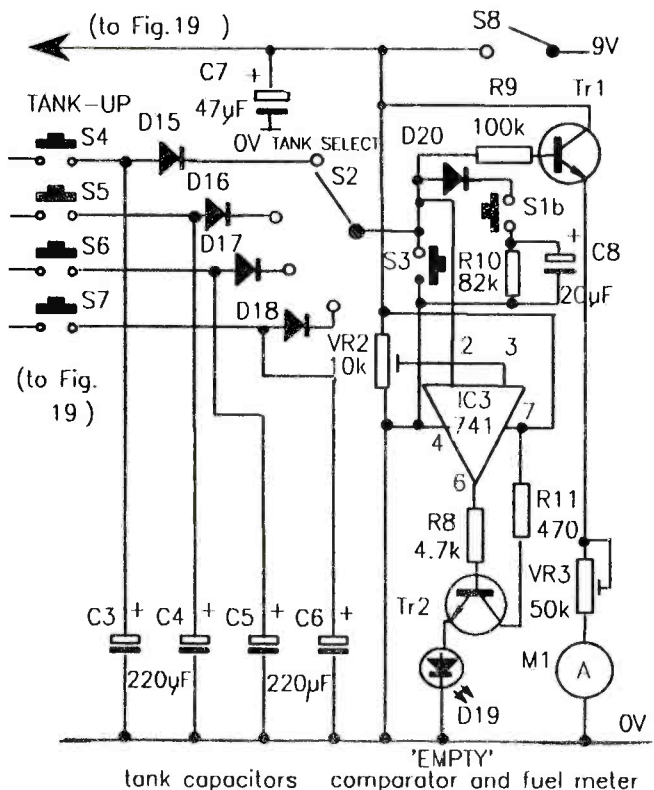 (to Fig.19 )
S8
9V
C7
+
47µF
0V
TANK SELECT
R9
Tr1
TANK-UP
S4
D15
S2
D20
100k
S5
D16
S1b
S6
D17
S3
R10
82k
+
C8
20µF
S7
D18
VR2
10k
2
3
(to Fig.
19 )
IC3
741
4
7
6
R11
470
R8
4.7k
VR3
50k
Tr2
C3
+
C4
+
C5
+
C6
+
220µF
220µF
M1
A
D19
0V
'EMPTY'
tank capacitors
comparator and fuel meter